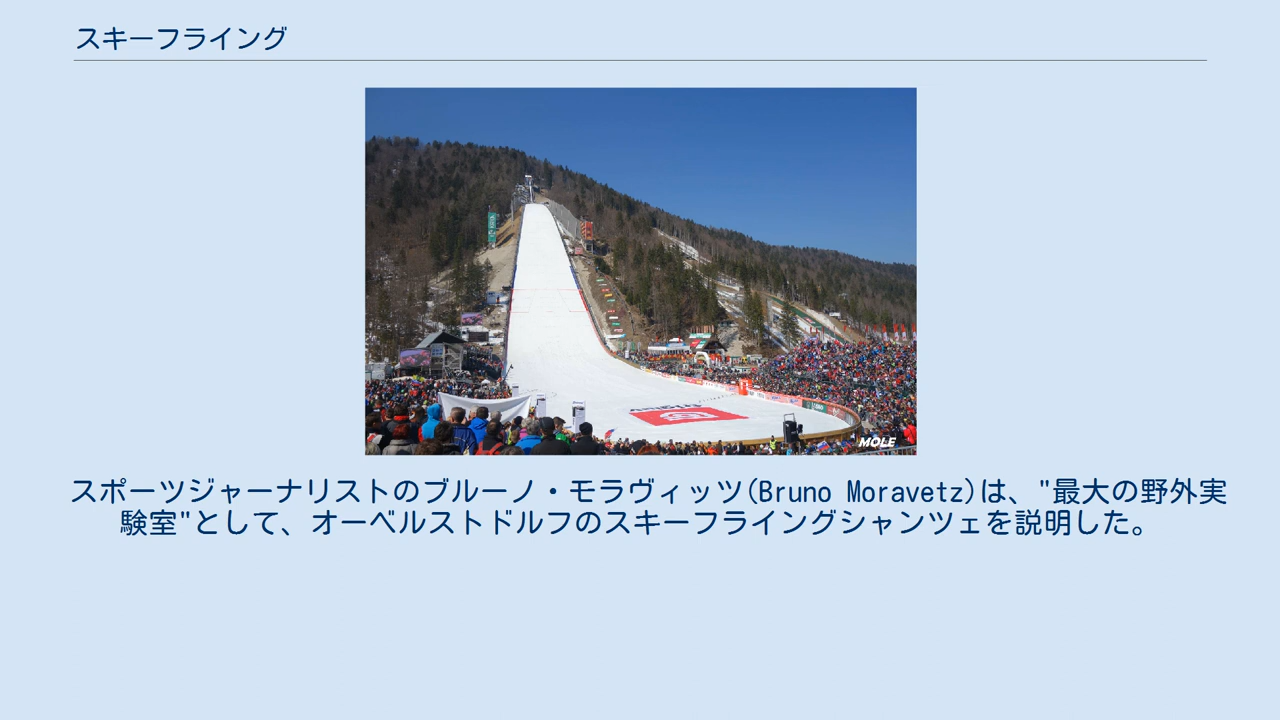 スキーフライング
MOLE
スポーツジャーナリストのブルーノ・モラヴィッツ(Bruno Moravetz)は、"最大の野外実
験室"として、オーベルストドルフのスキーフライングシャンツェを説明した。